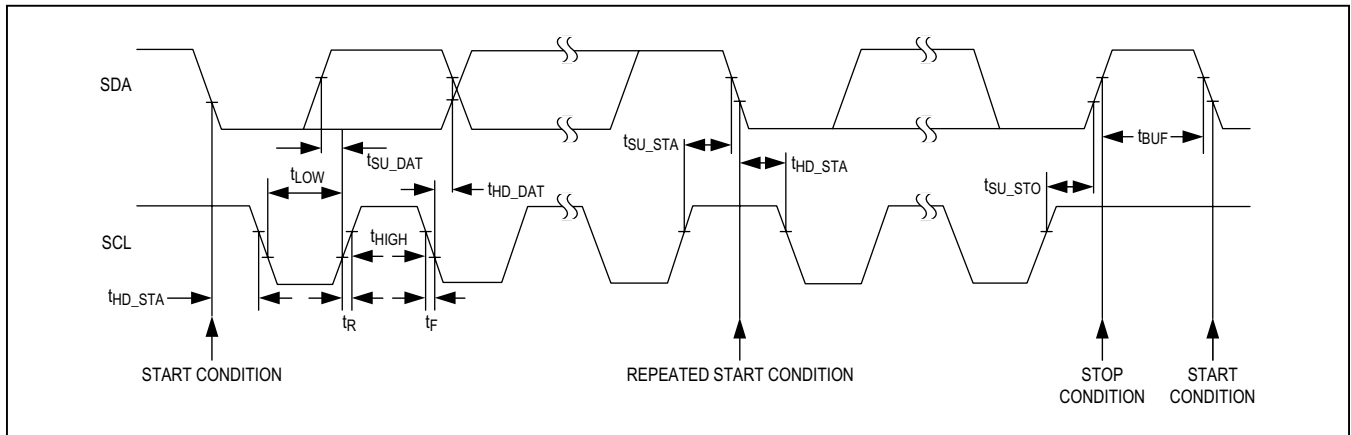 SDA
tSU_STA
tBUF
tSU_DAT
tHD_STA
tLOW
tHD_DAT
tSU_STO
SCL
tHIGH
tHD_STA
tR
tF
START CONDITION
REPEATED START CONDITION
STOP
CONDITION
START
CONDITION